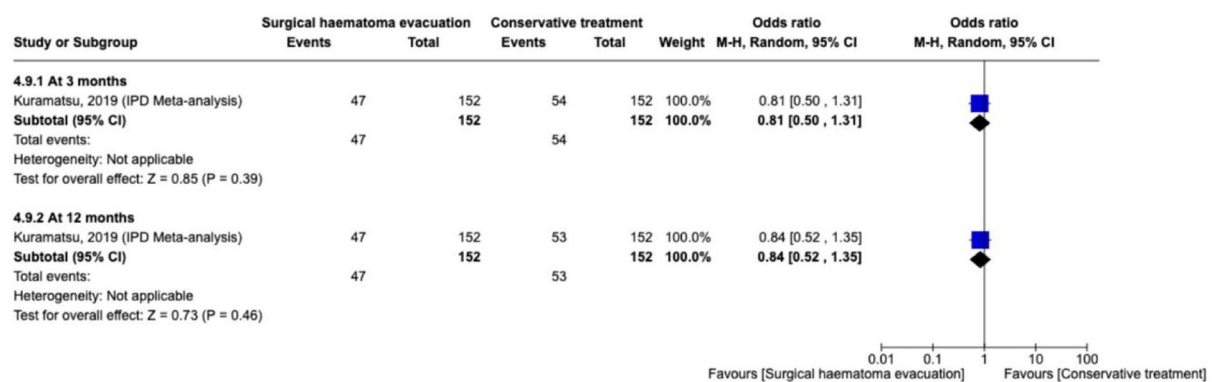 Surgical haematoma evacuation Conservative treatment Odds ratio Odds ratio
Study or Subgroup Events Total Events Total Weight M-H, Random, 95% CI M-H, Random, 95% CI
4.9.1 At 3 months
Kuramatsu, 2019 (IPD Meta-analysis) 47 152 54 152 100.0% 0.81 [0.50 , 1.31]
Subtotal (95% CI) 152 152 100.0% 0.81 [0.50 , 1.31]
Total events: 47 54
Heterogeneity: Not applicable
Test for overall effect: Z = 0.85 (P = 0.39)
4.9.2 At 12 months
Kuramatsu, 2019 (IPD Meta-analysis) 47 152 53 152 100.0% 0.84 [0.52 , 1.35]
Subtotal (95% CI) 152 152 100.0% 0.84 [0.52 , 1.35]
Total events: 47 53
Heterogeneity: Not applicable
Test for overall effect: Z = 0.73 (P = 0.46)
0.01 0.1 1 10 100
Favours [Surgical haematoma evacuation] Favours [Conservative treatment]